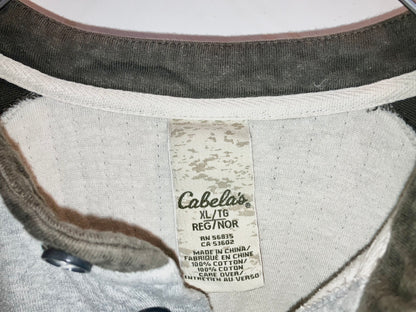 Cabela's
XL/TG
REG/NOR
RN 56835
CA 51602
MADE IN CHINA/
FABRIQUÉ EN CHINE
100% COTTON/
100% COTON
CARE OVER/
ENTRETIEN AU VERSO